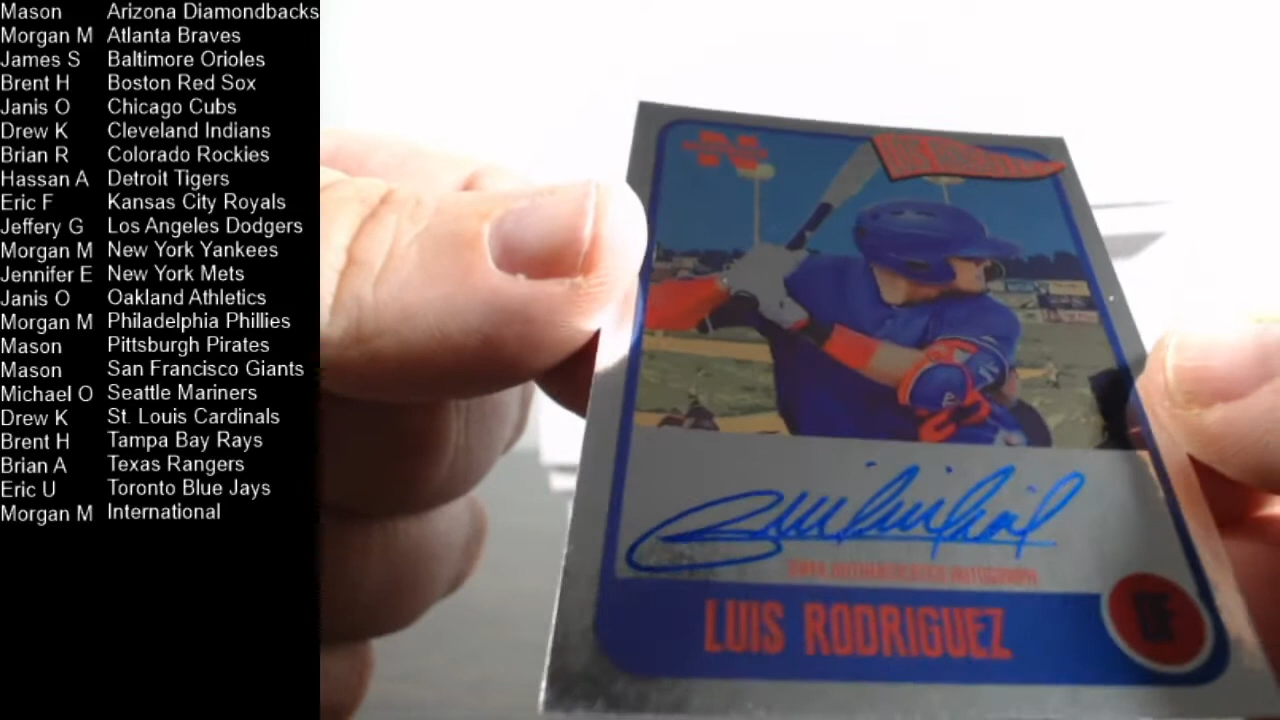 Mason Arizona Diamondbacks
Morgan M Atlanta Braves
James S Baltimore Orioles
Brent H Boston Red Sox
Janis O Chicago Cubs
Drew K Cleveland Indians
Brian R Colorado Rockies
Hassan A Detroit Tigers
Eric F Kansas City Royals
Jeffery G Los Angeles Dodgers
Morgan M New York Yankees
Jennifer E New York Mets
Janis O Oakland Athletics
Morgan M Philadelphia Phillies
Mason Pittsburgh Pirates
Mason San Francisco Giants
Michael O Seattle Mariners
Drew K St. Louis Cardinals
Brent H Tampa Bay Rays
Brian A Texas Rangers
Eric U Toronto Blue Jays
Morgan M International
N
AUTOGRAPH
LUIS RODRIGUEZ
OF